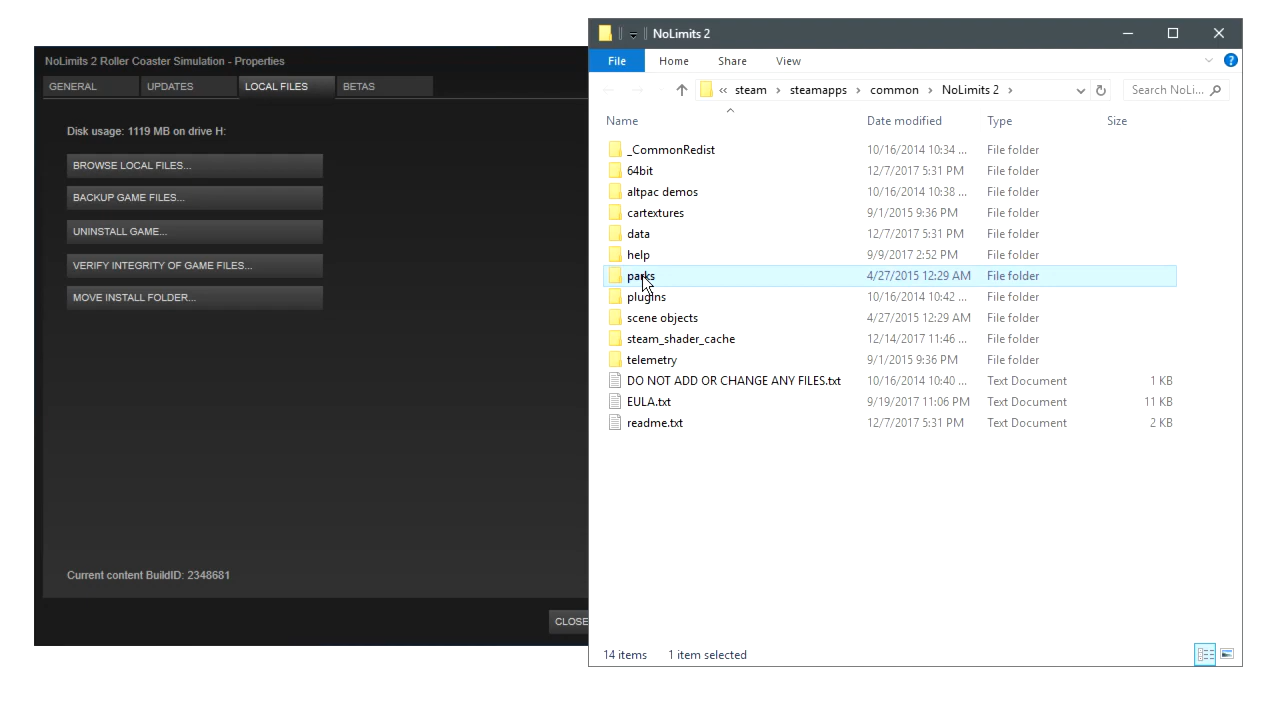 NoLimits 2 Roller Coaster Simulation - Properties
GENERAL
UPDATES
LOCAL FILES
BETAS
Disk usage: 1119 MB on drive H:
BROWSE LOCAL FILES...
BACKUP GAME FILES...
UNINSTALL GAME...
VERIFY INTEGRITY OF GAME FILES...
MOVE INSTALL FOLDER...
Current content BuildID: 2348681
CLOSE
NoLimits 2
File Home Share View
« steam › steamapps › common › NoLimits 2 ›
Search NoLi...
Name Date modified Type Size
_CommonRedist 10/16/2014 10:34 ... File folder
64bit 12/7/2017 5:31 PM File folder
altpac demos 10/16/2014 10:38 ... File folder
cartextures 9/1/2015 9:36 PM File folder
data 12/7/2017 5:31 PM File folder
help 9/9/2017 2:52 PM File folder
parks 4/27/2015 12:29 AM File folder
plugins 10/16/2014 10:42 ... File folder
scene objects 4/27/2015 12:29 AM File folder
steam_shader_cache 12/14/2017 11:46 ... File folder
telemetry 9/1/2015 9:36 PM File folder
DO NOT ADD OR CHANGE ANY FILES.txt 10/16/2014 10:40 ... Text Document 1 KB
EULA.txt 9/19/2017 11:06 PM Text Document 11 KB
readme.txt 12/7/2017 5:31 PM Text Document 2 KB
14 items 1 item selected